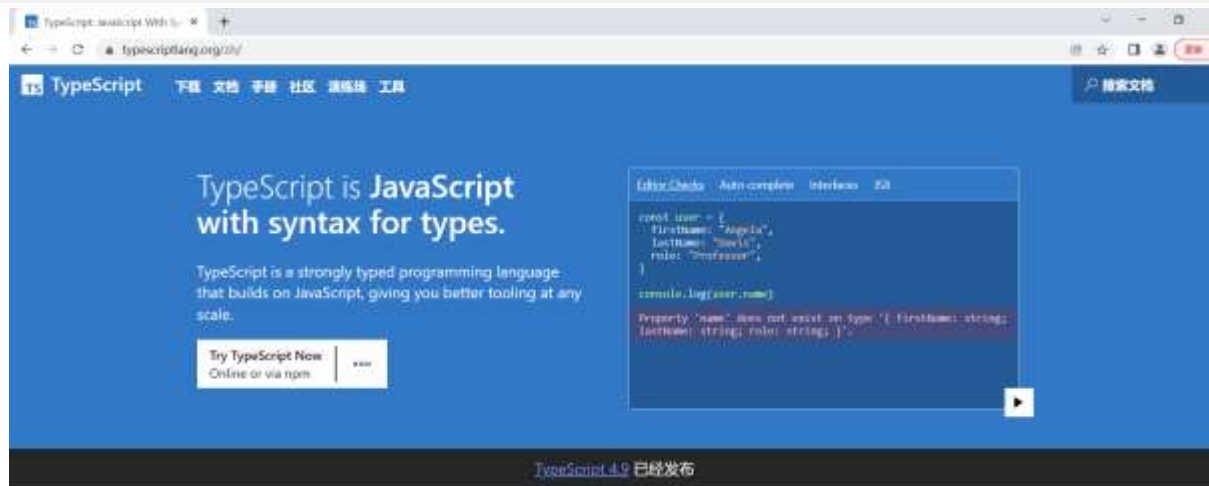 TypeScript: JavaScript With S
typescriptlang.org/zh/
TS TypeScript 下载 文档 手册 社区 演练场 工具
搜索文档
TypeScript is JavaScript
with syntax for types.
TypeScript is a strongly typed programming language
that builds on JavaScript, giving you better tooling at any
scale.
Try TypeScript Now
Online or via npm
Editor Checks Auto-complete Interfaces JSX
const user = {
firstName: "Angela",
lastName: "Davis",
role: "Professor",
}
console.log(user.name)
Property 'name' does not exist on type '{ firstName: string;
lastName: string; role: string; }'.
TypeScript 4.9 已经发布